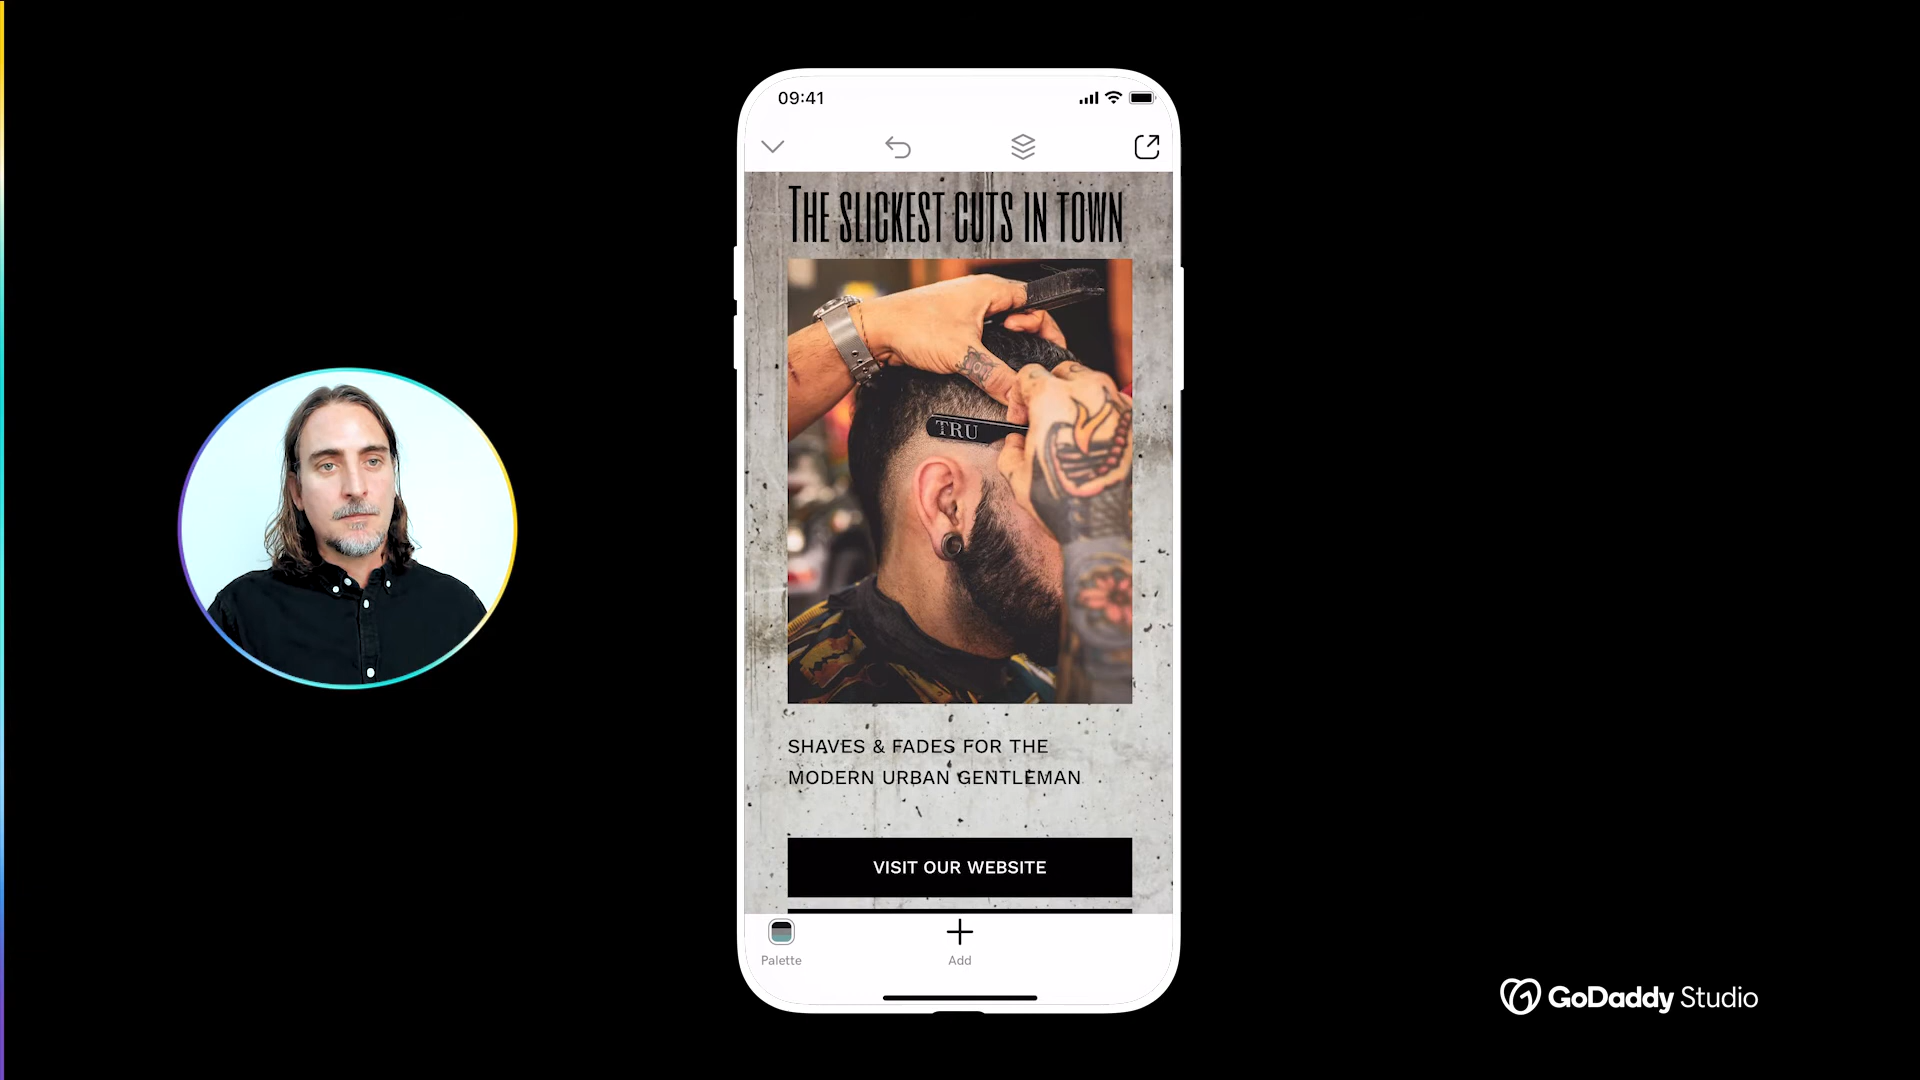 09:41
THE SLICKEST CUTS IN TOWN
TRU
SHAVES & FADES FOR THE
MODERN URBAN GENTLEMAN
VISIT OUR WEBSITE
Palette
Add
GoDaddy Studio